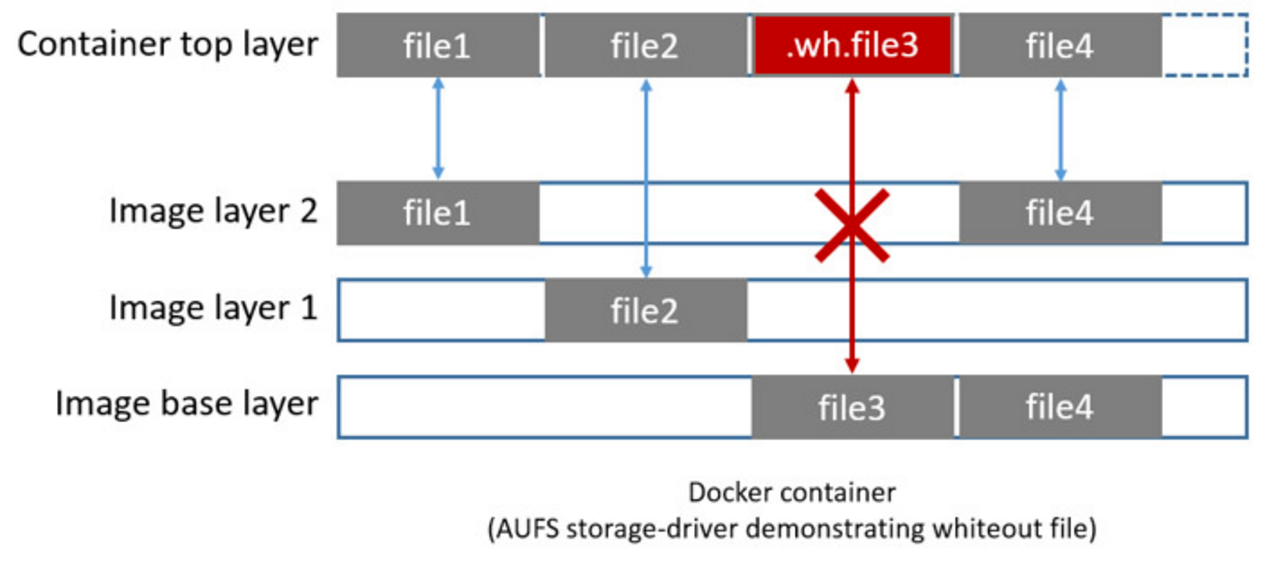 Container top layer file1 file2 .wh.file3 file4
Image layer 2 file1 file4
Image layer 1 file2
Image base layer file3 file4
Docker container
(AUFS storage-driver demonstrating whiteout file)